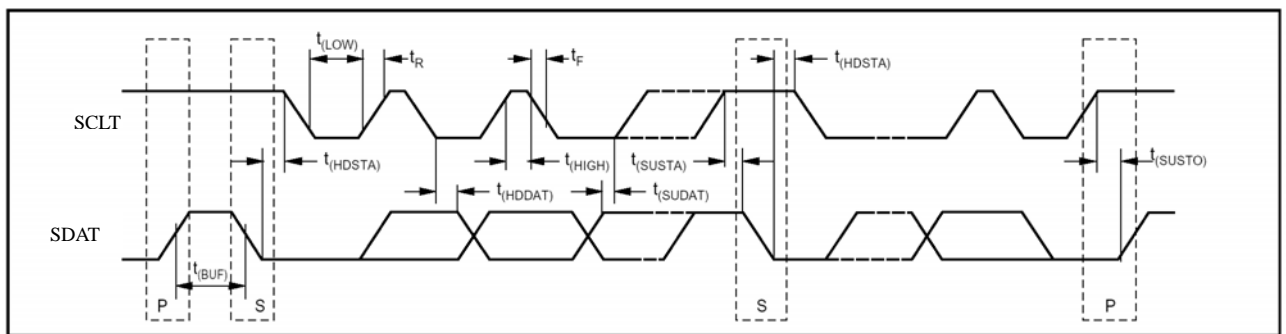 t(LOW)
tR
tF
t(HDSTA)
SCLT
t(HDSTA)
t(HIGH)
t(SUSTA)
t(SUSTO)
t(HDDAT)
t(SUDAT)
SDAT
t(BUF)
P
S
S
P